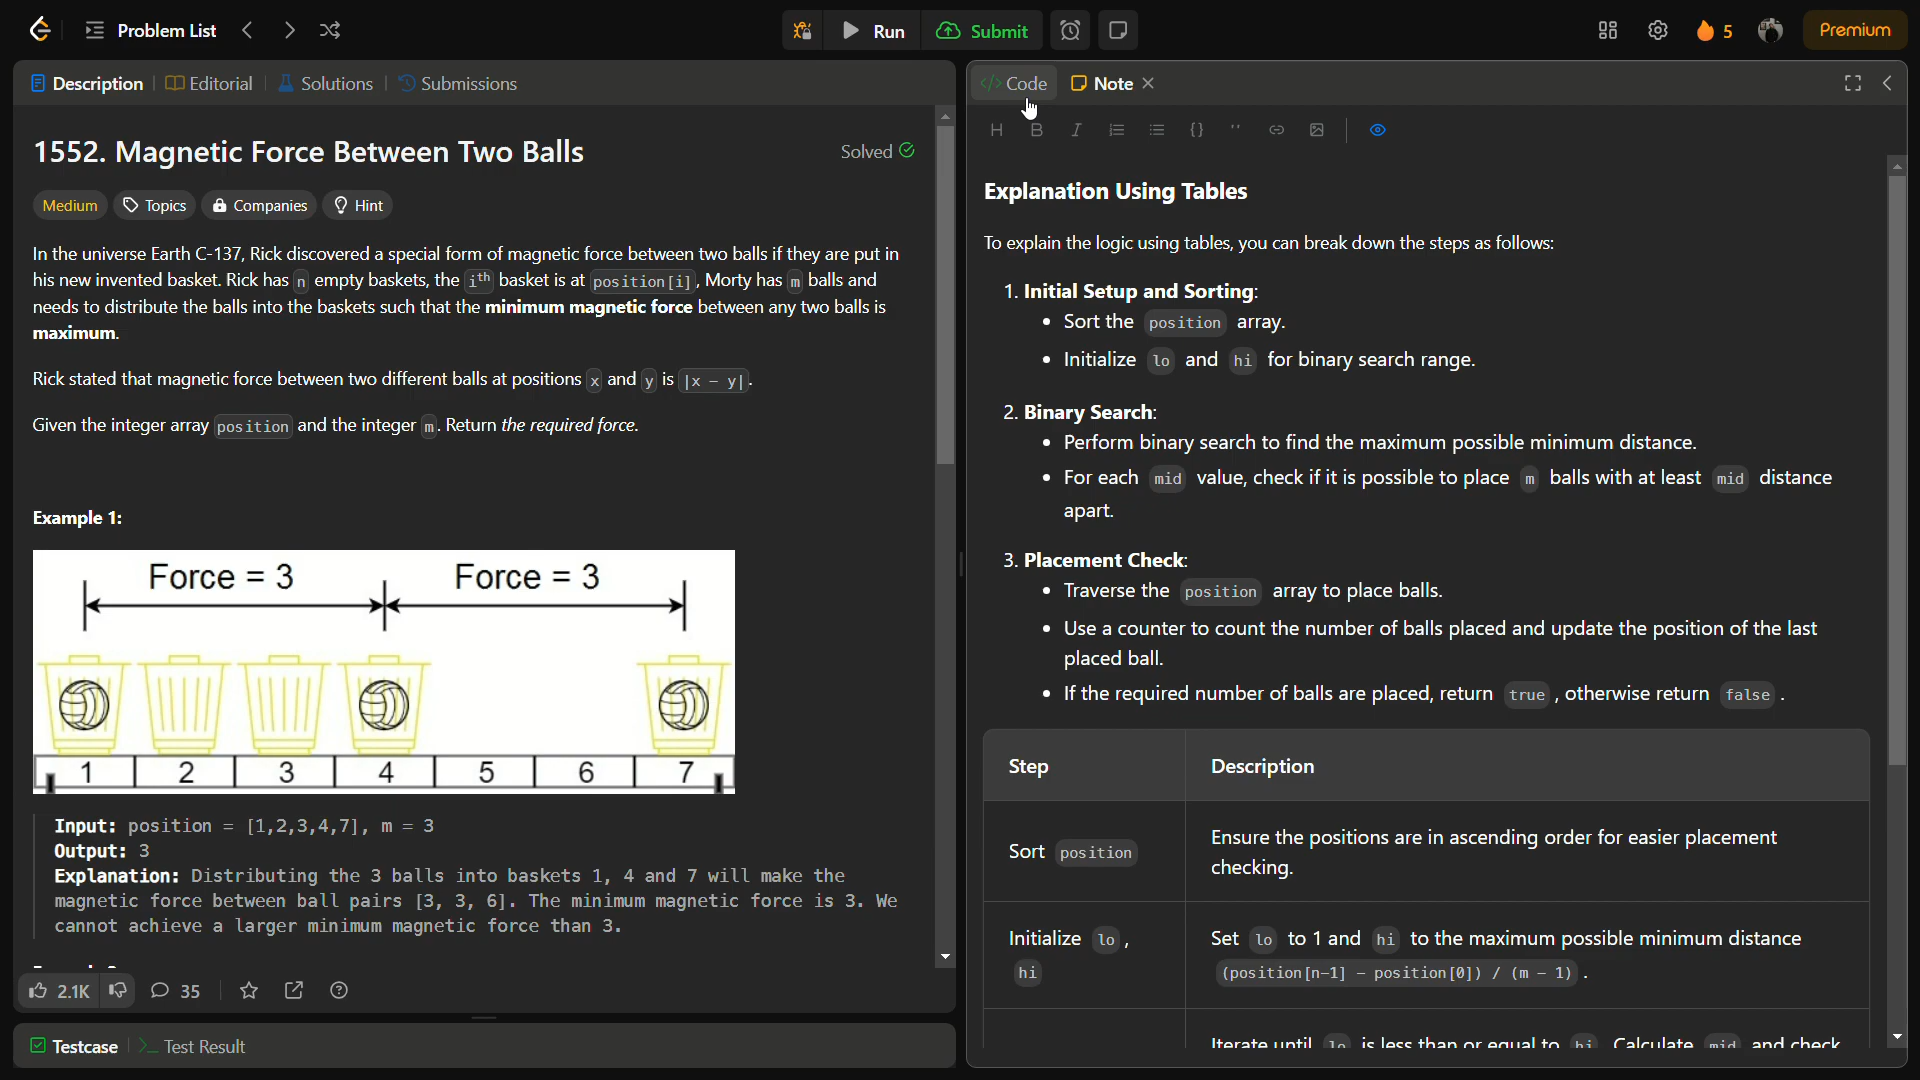 Problem List
Run
Submit
5
Premium
Description
Editorial
Solutions
Submissions
1552. Magnetic Force Between Two Balls
Solved
Medium
Topics
Companies
Hint
In the universe Earth C-137, Rick discovered a special form of magnetic force between two balls if they are put in
his new invented basket. Rick has n empty baskets, the ith basket is at position[i], Morty has m balls and
needs to distribute the balls into the baskets such that the minimum magnetic force between any two balls is
maximum.
Rick stated that magnetic force between two different balls at positions x and y is |x - y|.
Given the integer array position and the integer m. Return the required force.
Example 1:
Force = 3
Force = 3
1 2 3 4 5 6 7
Input: position = [1,2,3,4,7], m = 3
Output: 3
Explanation: Distributing the 3 balls into baskets 1, 4 and 7 will make the
magnetic force between ball pairs [3, 3, 6]. The minimum magnetic force is 3. We
cannot achieve a larger minimum magnetic force than 3.
2.1K
35
Testcase
Test Result
Code
Note
Explanation Using Tables
To explain the logic using tables, you can break down the steps as follows:
1. Initial Setup and Sorting:
• Sort the position array.
• Initialize lo and hi for binary search range.
2. Binary Search:
• Perform binary search to find the maximum possible minimum distance.
• For each mid value, check if it is possible to place m balls with at least mid distance
apart.
3. Placement Check:
• Traverse the position array to place balls.
• Use a counter to count the number of balls placed and update the position of the last
placed ball.
• If the required number of balls are placed, return true, otherwise return false.
Step
Description
Sort position
Ensure the positions are in ascending order for easier placement
checking.
Initialize lo,
hi
Set lo to 1 and hi to the maximum possible minimum distance
(position[n-1] - position[0]) / (m - 1).
Iterate until lo is less than or equal to hi. Calculate mid and check